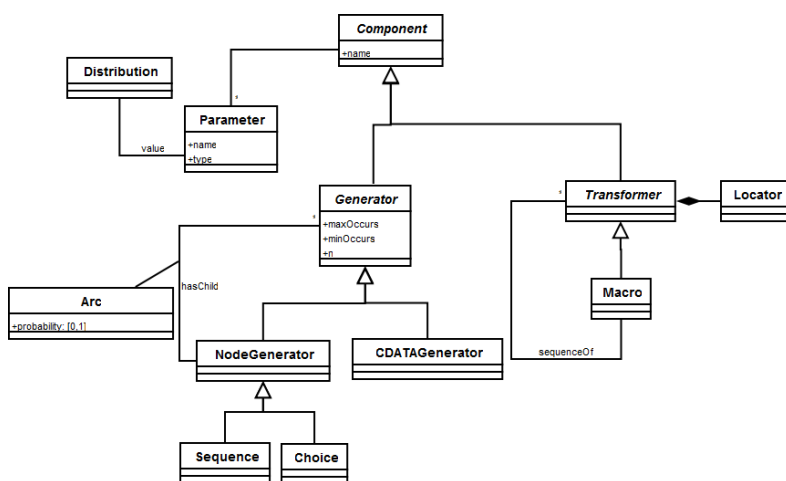 Component
+name
Distribution
Parameter
+name
+type
value
*
Generator
+maxOccurs
+minOccurs
+n
*
Transformer
*
Locator
hasChild
Arc
+probability: [0,1]
Macro
sequenceOf
NodeGenerator
CDATAGenerator
Sequence
Choice